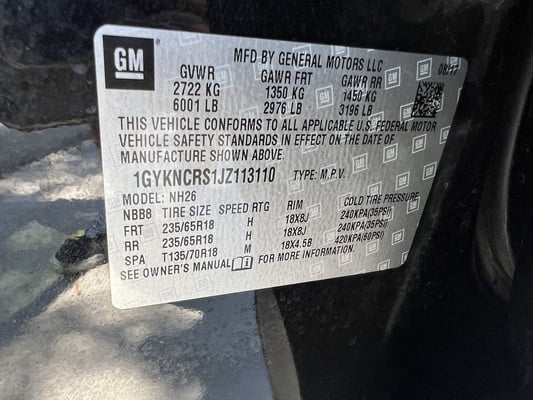 GM
MFD BY GENERAL MOTORS LLC
GVWR GAWR FRT GAWR RR
2722 KG 1350 KG 1450 KG
6001 LB 2976 LB 3196 LB
THIS VEHICLE CONFORMS TO ALL APPLICABLE U.S. FEDERAL MOTOR
VEHICLE SAFETY STANDARDS IN EFFECT ON THE DATE OF
MANUFACTURE SHOWN ABOVE.
1GYKNCRS1JZ113110 TYPE: M.P.V.
MODEL: NH26
NBB8 TIRE SIZE SPEED RTG RIM COLD TIRE PRESSURE
FRT 235/65R18 H 18X8J 240KPA(35PSI)
RR 235/65R18 H 18X8J 240KPA(35PSI)
SPA T135/70R18 M 18X4.5B 420KPA(60PSI)
SEE OWNER'S MANUAL FOR MORE INFORMATION.